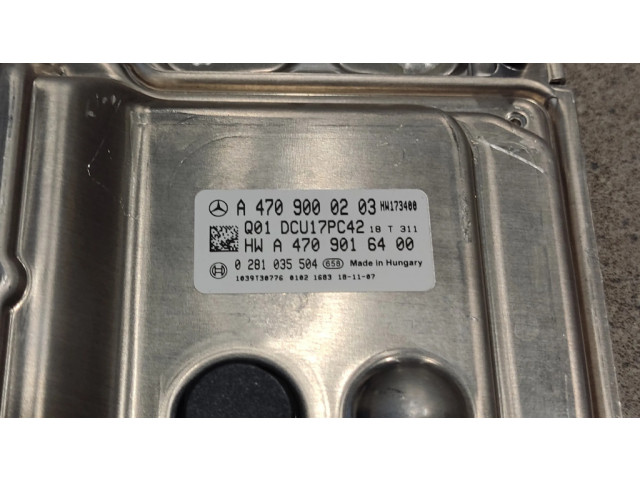 A 470 900 02 03 HW173400
Q01 DCU17PC42 18 T 311
HW A 470 901 64 00
0 281 035 504 658 Made in Hungary
1039T30776 0102 1683 18-11-07